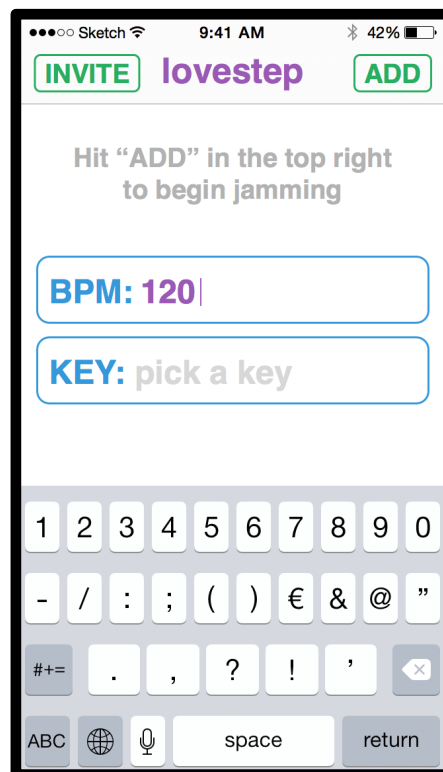 Sketch 9:41 AM 42%
INVITE lovestep ADD
Hit “ADD” in the top right
to begin jamming
BPM: 120
KEY: pick a key
1 2 3 4 5 6 7 8 9 0
- / : ; ( ) € & @ ”
#+= . , ? ! ’
ABC space return